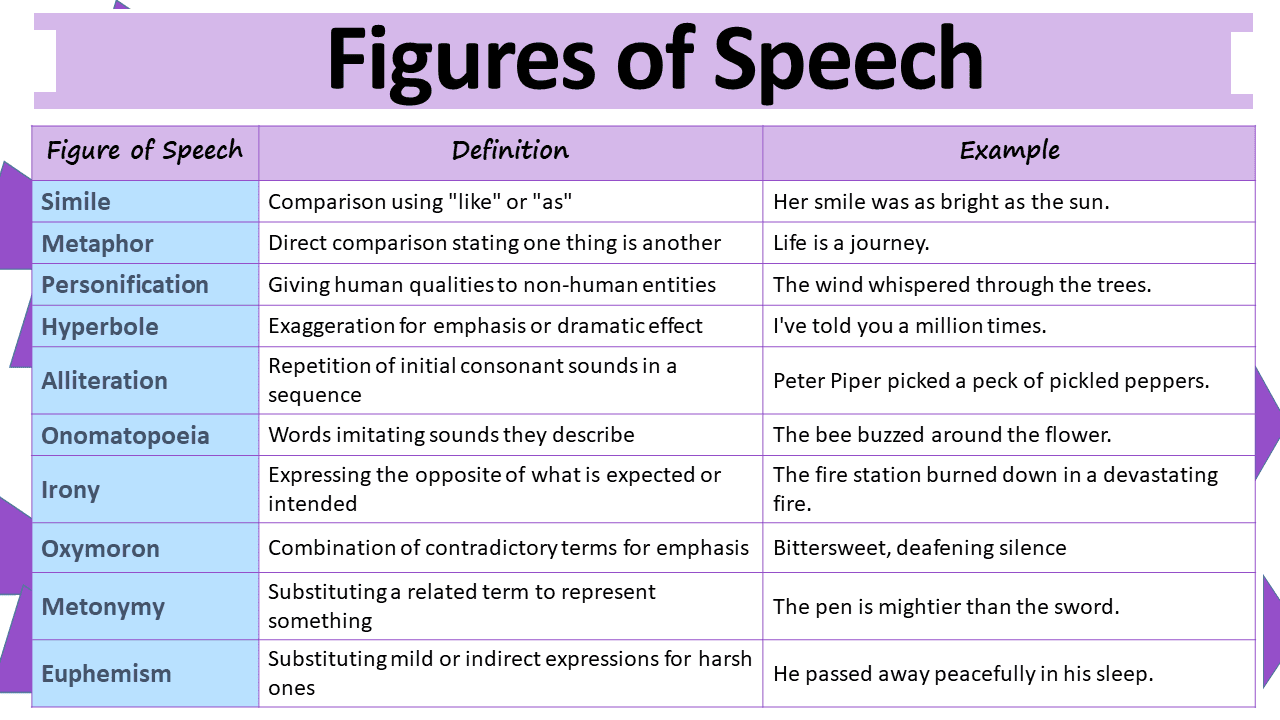 Figures of Speech
Figure of Speech Definition Example
Simile Comparison using "like" or "as" Her smile was as bright as the sun.
Metaphor Direct comparison stating one thing is another Life is a journey.
Personification Giving human qualities to non-human entities The wind whispered through the trees.
Hyperbole Exaggeration for emphasis or dramatic effect I've told you a million times.
Alliteration Repetition of initial consonant sounds in a
sequence Peter Piper picked a peck of pickled peppers.
Onomatopoeia Words imitating sounds they describe The bee buzzed around the flower.
Irony Expressing the opposite of what is expected or
intended The fire station burned down in a devastating
fire.
Oxymoron Combination of contradictory terms for emphasis Bittersweet, deafening silence
Metonymy Substituting a related term to represent
something The pen is mightier than the sword.
Euphemism Substituting mild or indirect expressions for harsh
ones He passed away peacefully in his sleep.